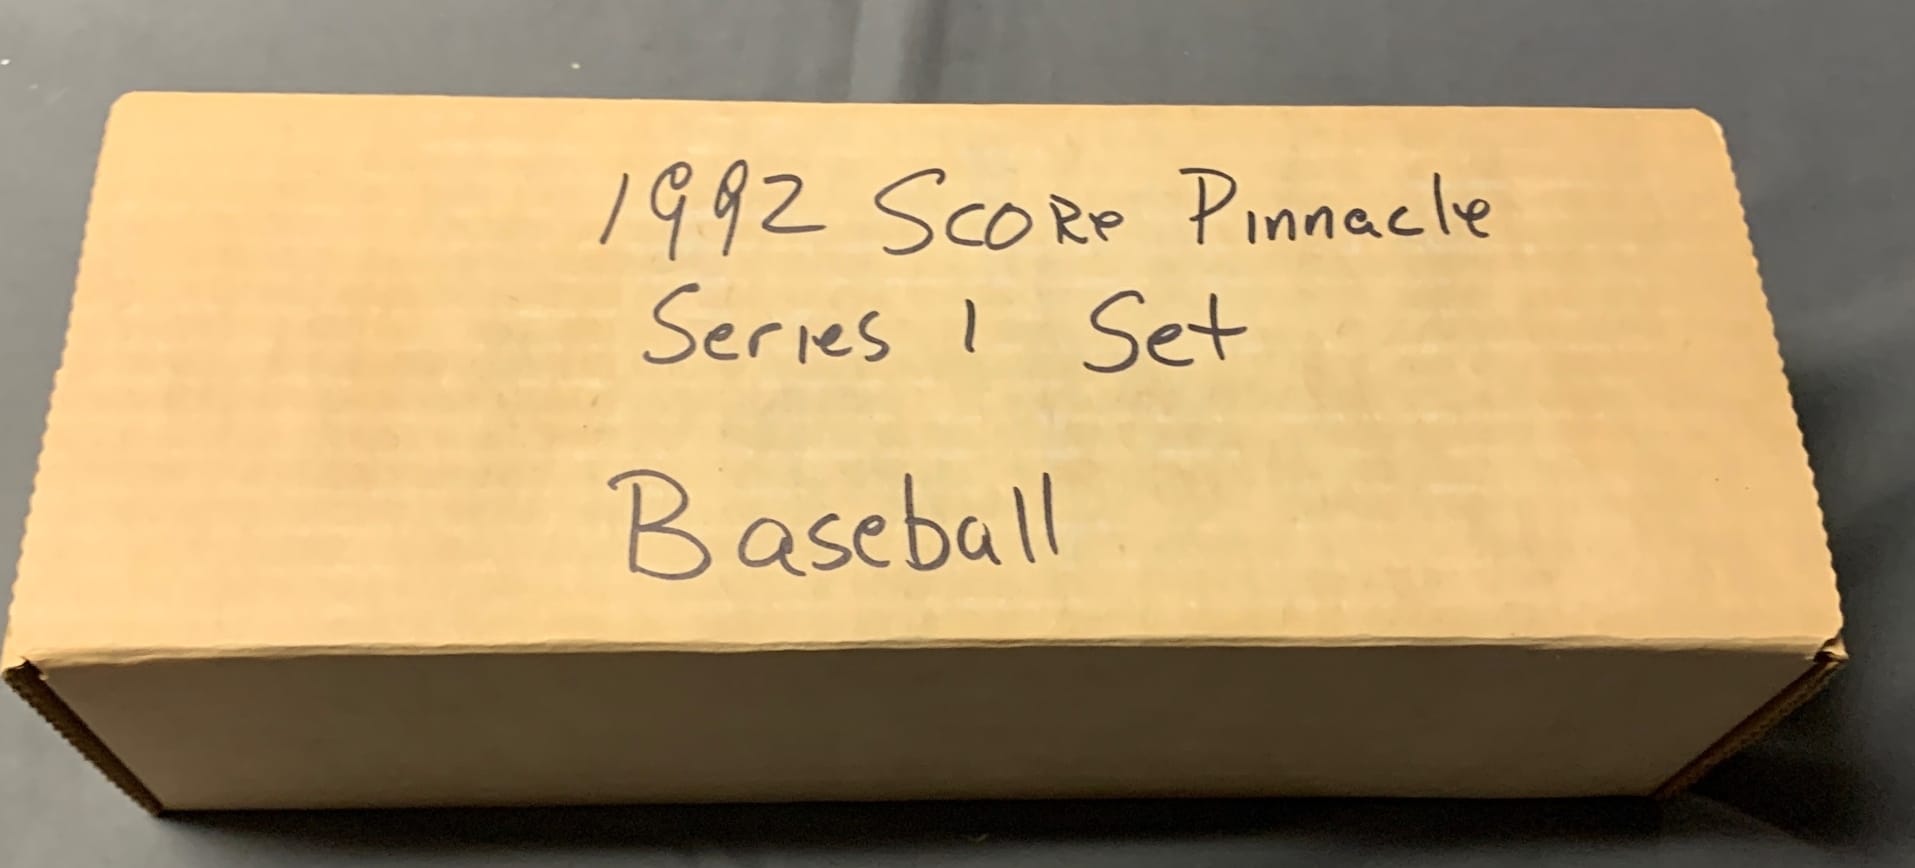 1992 Score Pinnacle
Series 1 Set
Baseball